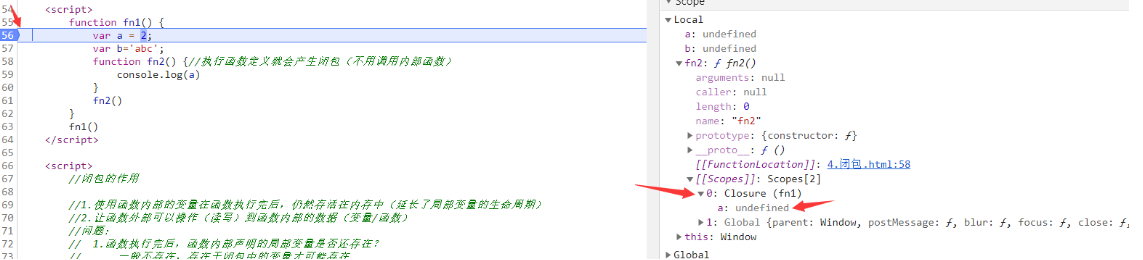 54 <script>
55 function fn1() {
56 var a = 2;
57 var b='abc';
58 function fn2() {//执行函数定义就会产生闭包（不用调用内部函数）
59 console.log(a)
60 }
61 fn2()
62 }
63 fn1()
64 </script>
65
66 <script>
67 //闭包的作用
68
69 //1.使用函数内部的变量在函数执行完后，仍然存活在内存中（延长了局部变量的生命周期）
70 //2.让函数外部可以操作（读写）到函数内部的数据（变量/函数）
71 //问题：
72 // 1.函数执行完后，函数内部声明的局部变量是否还存在？
73 // 一般不存在，存在于闭包中的变量才可能存在
Scope
Local
a: undefined
b: undefined
fn2: ƒ fn2()
arguments: null
caller: null
length: 0
name: "fn2"
prototype: {constructor: ƒ}
__proto__: ƒ ()
[[FunctionLocation]]: 4.闭包.html:58
[[Scopes]]: Scopes[2]
0: Closure (fn1)
a: undefined
1: Global {parent: Window, postMessage: ƒ, blur: ƒ, focus: ƒ, close: ƒ,
this: Window
Global